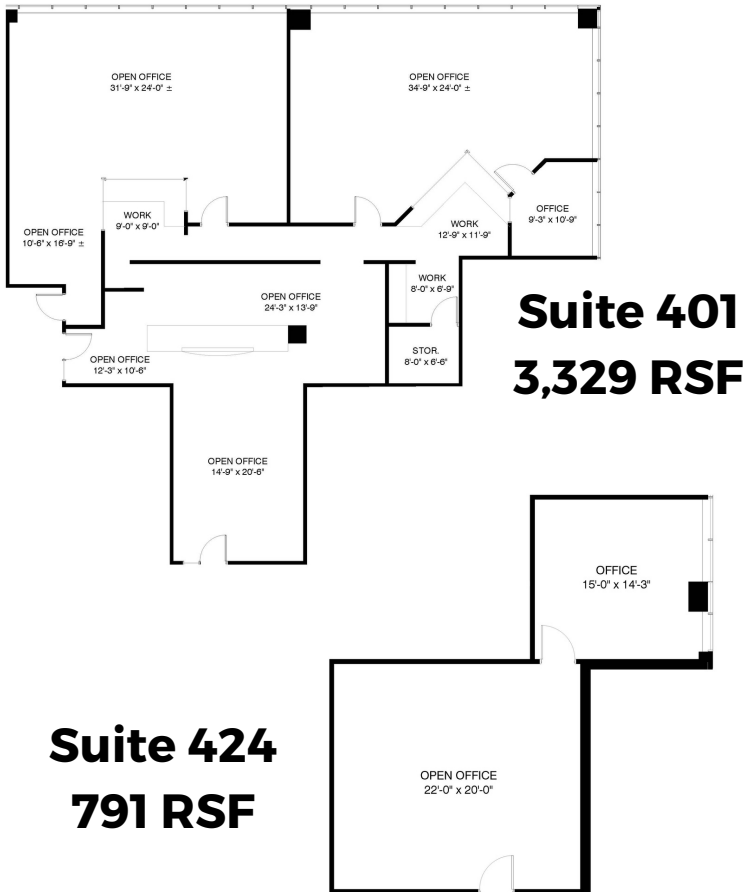 OPEN OFFICE
31'-9" x 24'-0" ±
OPEN OFFICE
34'-9" x 24'-0" ±
WORK
9'-0" x 9'-0"
OPEN OFFICE
10'-6" x 16'-9" ±
WORK
12'-9" x 11'-9"
OFFICE
9'-3" x 10'-9"
OPEN OFFICE
24'-3" x 13'-9"
WORK
8'-0" x 6'-9"
OPEN OFFICE
12'-3" x 10'-6"
STOR.
8'-0" x 6'-6"
Suite 401
3,329 RSF
OPEN OFFICE
14'-9" x 20'-6"
OFFICE
15'-0" x 14'-3"
Suite 424
791 RSF
OPEN OFFICE
22'-0" x 20'-0"